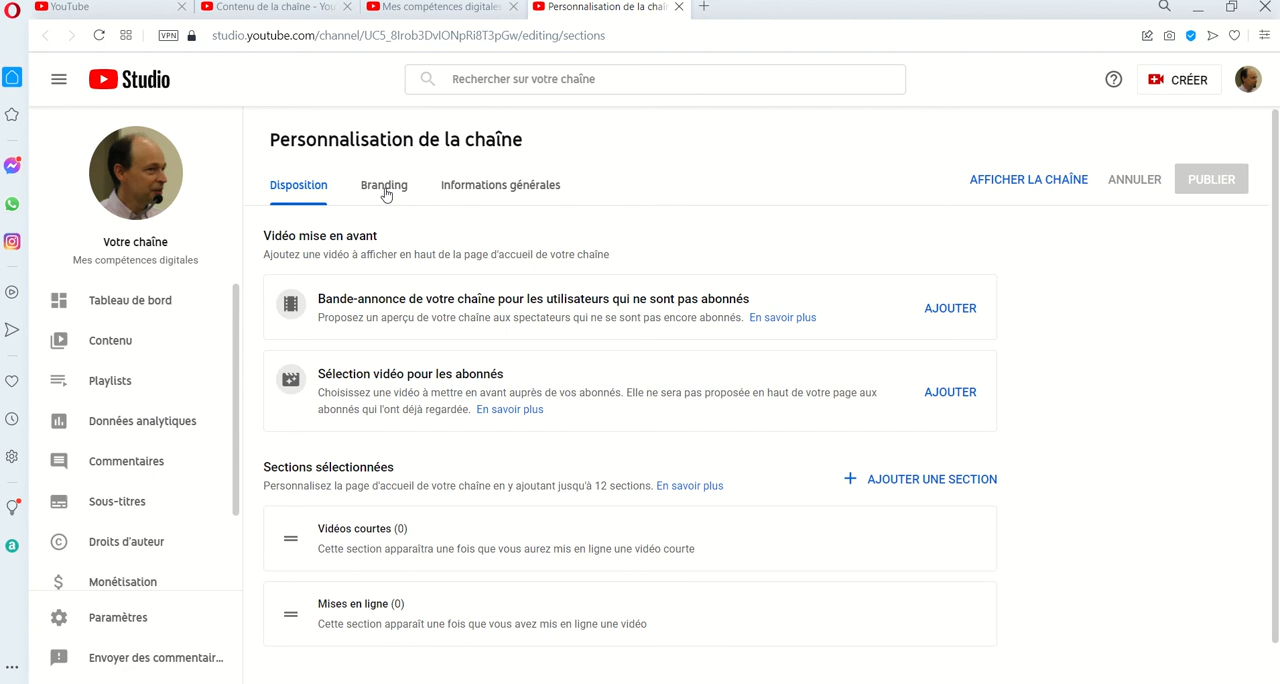 YouTube
Contenu de la chaîne - You
Mes compétences digitales
Personnalisation de la chaî
VPN
studio.youtube.com/channel/UC5_8lrob3DvlONpRi8T3pGw/editing/sections
Studio
Rechercher sur votre chaîne
CRÉER
Votre chaîne
Mes compétences digitales
Tableau de bord
Contenu
Playlists
Données analytiques
Commentaires
Sous-titres
Droits d'auteur
Monétisation
Paramètres
Envoyer des commentair...
Personnalisation de la chaîne
Disposition
Branding
Informations générales
AFFICHER LA CHAÎNE
ANNULER
PUBLIER
Vidéo mise en avant
Ajoutez une vidéo à afficher en haut de la page d'accueil de votre chaîne
Bande-annonce de votre chaîne pour les utilisateurs qui ne sont pas abonnés
Proposez un aperçu de votre chaîne aux spectateurs qui ne se sont pas encore abonnés. En savoir plus
AJOUTER
Sélection vidéo pour les abonnés
Choisissez une vidéo à mettre en avant auprès de vos abonnés. Elle ne sera pas proposée en haut de votre page aux
abonnés qui l'ont déjà regardée. En savoir plus
AJOUTER
Sections sélectionnées
Personnalisez la page d'accueil de votre chaîne en y ajoutant jusqu'à 12 sections. En savoir plus
AJOUTER UNE SECTION
Vidéos courtes (0)
Cette section apparaîtra une fois que vous aurez mis en ligne une vidéo courte
Mises en ligne (0)
Cette section apparaît une fois que vous avez mis en ligne une vidéo